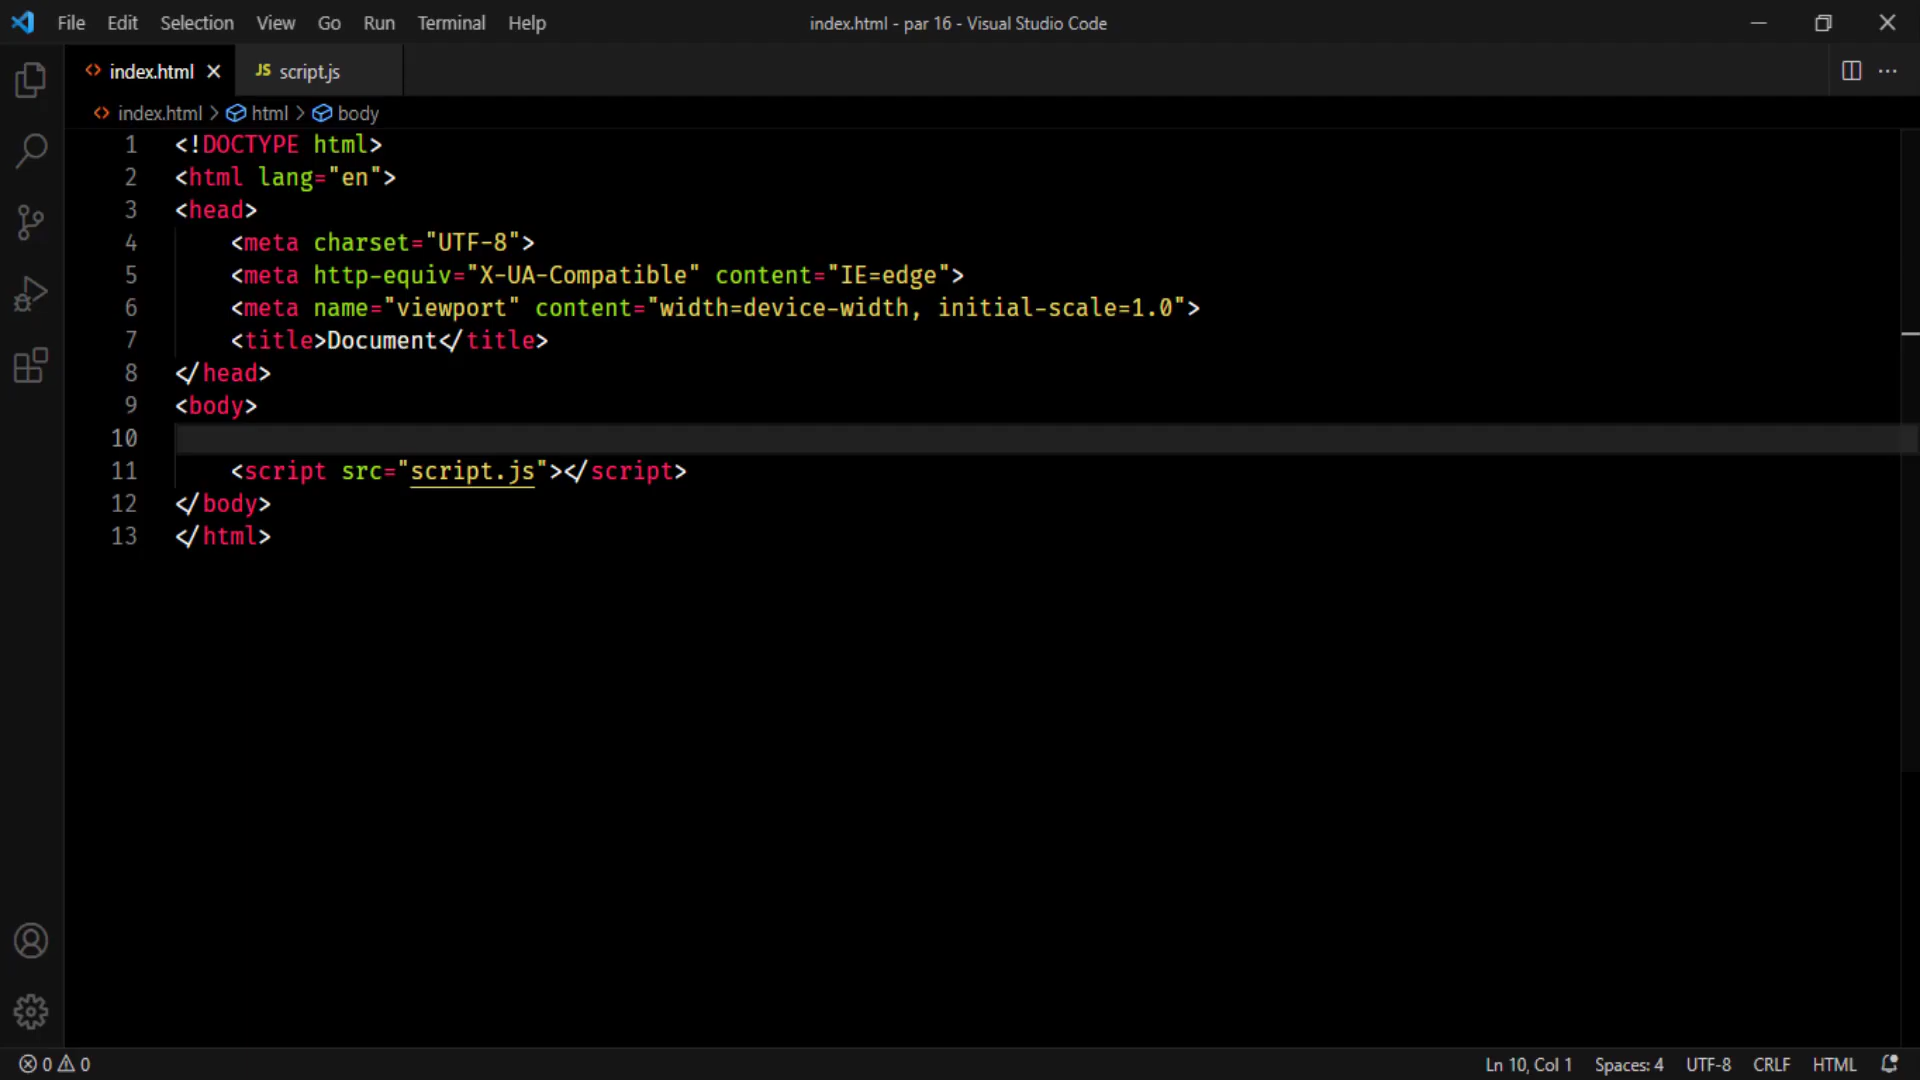 File Edit Selection View Go Run Terminal Help index.html - par 16 - Visual Studio Code
index.html JS script.js
index.html > html > body
1 <!DOCTYPE html>
2 <html lang="en">
3 <head>
4 <meta charset="UTF-8">
5 <meta http-equiv="X-UA-Compatible" content="IE=edge">
6 <meta name="viewport" content="width=device-width, initial-scale=1.0">
7 <title>Document</title>
8 </head>
9 <body>
10
11 <script src="script.js"></script>
12 </body>
13 </html>
0 0 Ln 10, Col 1 Spaces: 4 UTF-8 CRLF HTML